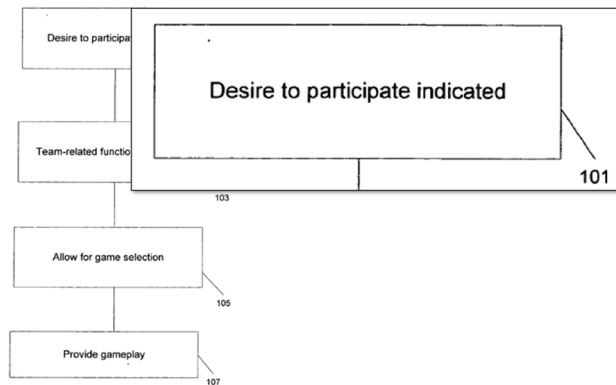 Desire to participa
Desire to participate indicated
101
Team-related function
103
Allow for game selection
105
Provide gameplay
107